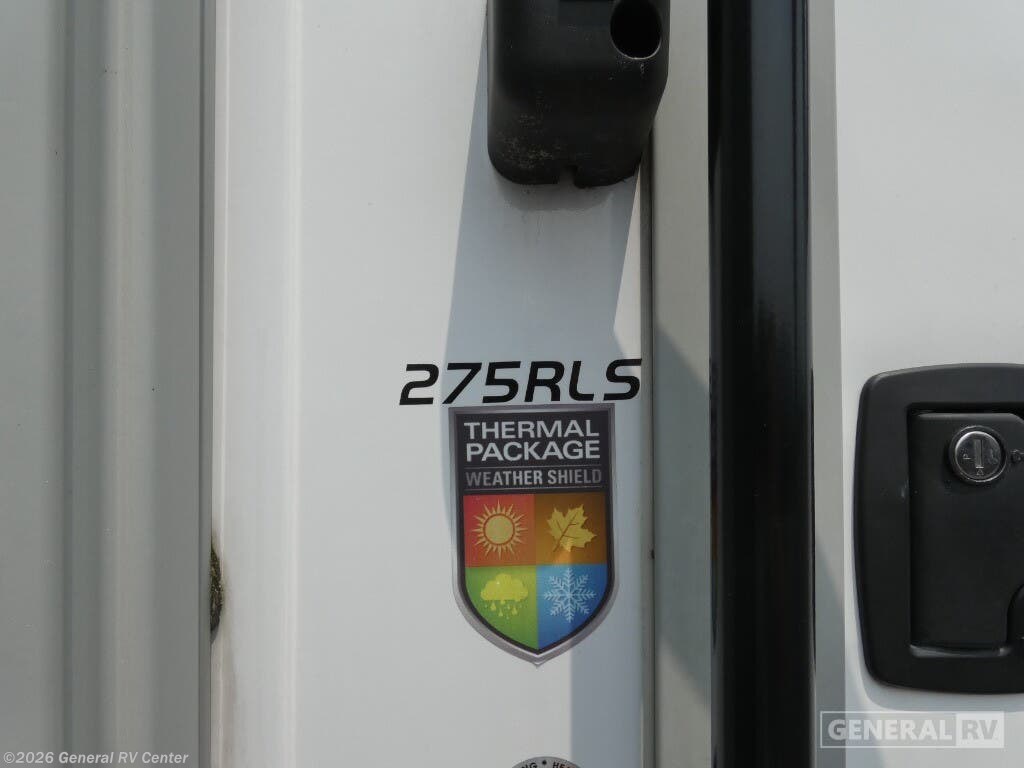 275RLS
THERMAL
PACKAGE
WEATHER SHIELD
GENERAL RV
©2026 General RV Center